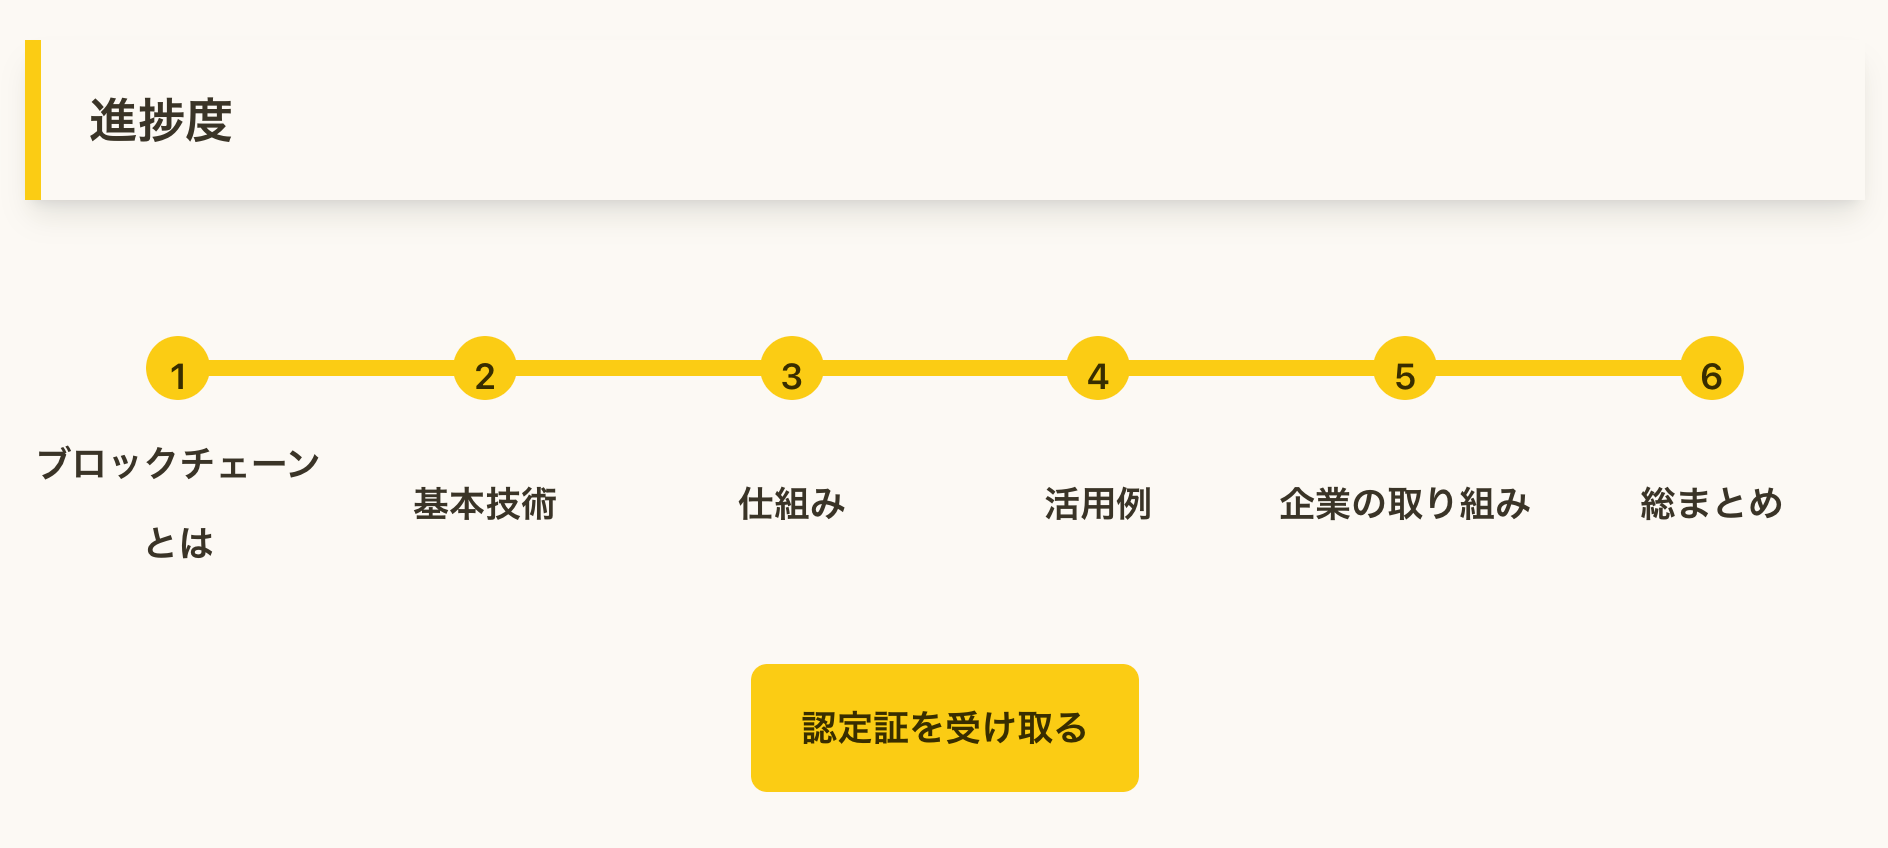 進捗度
1
2
3
4
5
6
ブロックチェーン
とは
基本技術
仕組み
活用例
企業の取り組み
総まとめ
認定証を受け取る